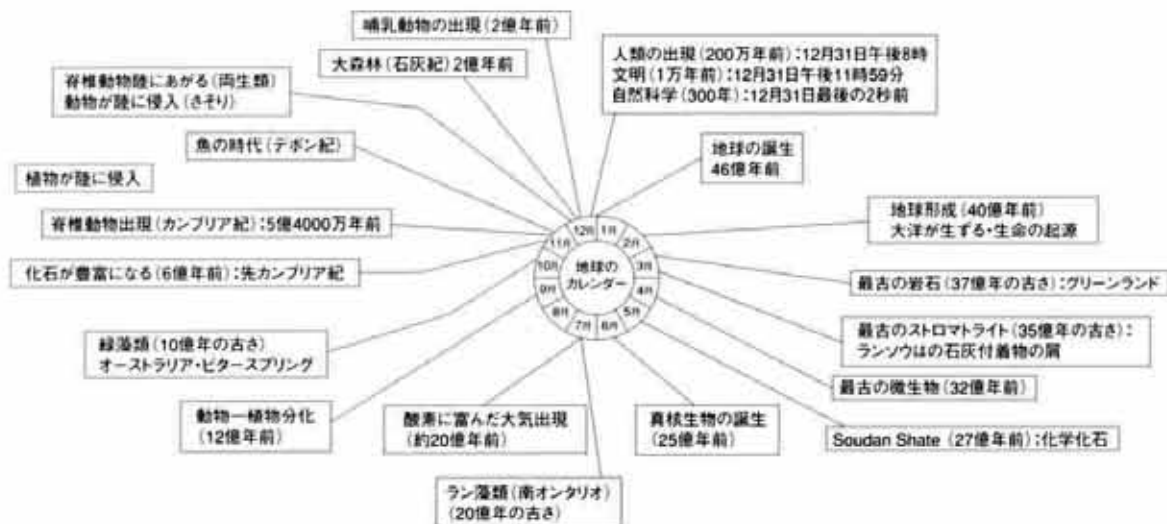 哺乳動物の出現(2億年前)
大森林(石灰紀)2億年前
脊椎動物陸にあがる(両生類)
動物が陸に侵入(さそり)
魚の時代(デボン紀)
植物が陸に侵入
脊椎動物出現(カンブリア紀):5億4000万年前
化石が豊富になる(6億年前):先カンブリア紀
緑藻類(10億年の古さ)
オーストラリア・ビタースプリング
動物ー植物分化
(12億年前)
酸素に富んだ大気出現
(約20億年前)
ラン藻類(南オンタリオ)
(20億年の古さ)
真核生物の誕生
(25億年前)
Soudan Shate (27億年前):化学化石
最古の微生物(32億年前)
最古のストロマトライト(35億年の古さ):
ランソウはの石灰付着物の屑
最古の岩石(37億年の古さ):グリーンランド
地球形成(40億年前)
大洋が生ずる・生命の起源
地球の誕生
46億年前
人類の出現(200万年前):12月31日午後8時
文明(1万年前):12月31日午後11時59分
自然科学(300年):12月31日最後の2秒前
地球の
カレンダー
1月
2月
3月
4月
5月
6月
7月
8月
9月
10月
11月
12月